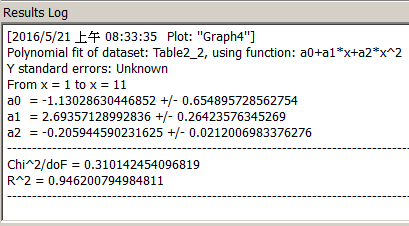 Results Log
[2016/5/21 上午 08:33:35   Plot: "Graph4"]
Polynomial fit of dataset: Table2_2, using function: a0+a1*x+a2*x^2
Y standard errors: Unknown
From x = 1 to x = 11
a0  = -1.13028630446852 +/- 0.654895728562754
a1  = 2.69357128992836 +/- 0.26423576345269
a2  = -0.205944590231625 +/- 0.0212006983376276
Chi^2/doF = 0.310142454096819
R^2 = 0.946200794984811